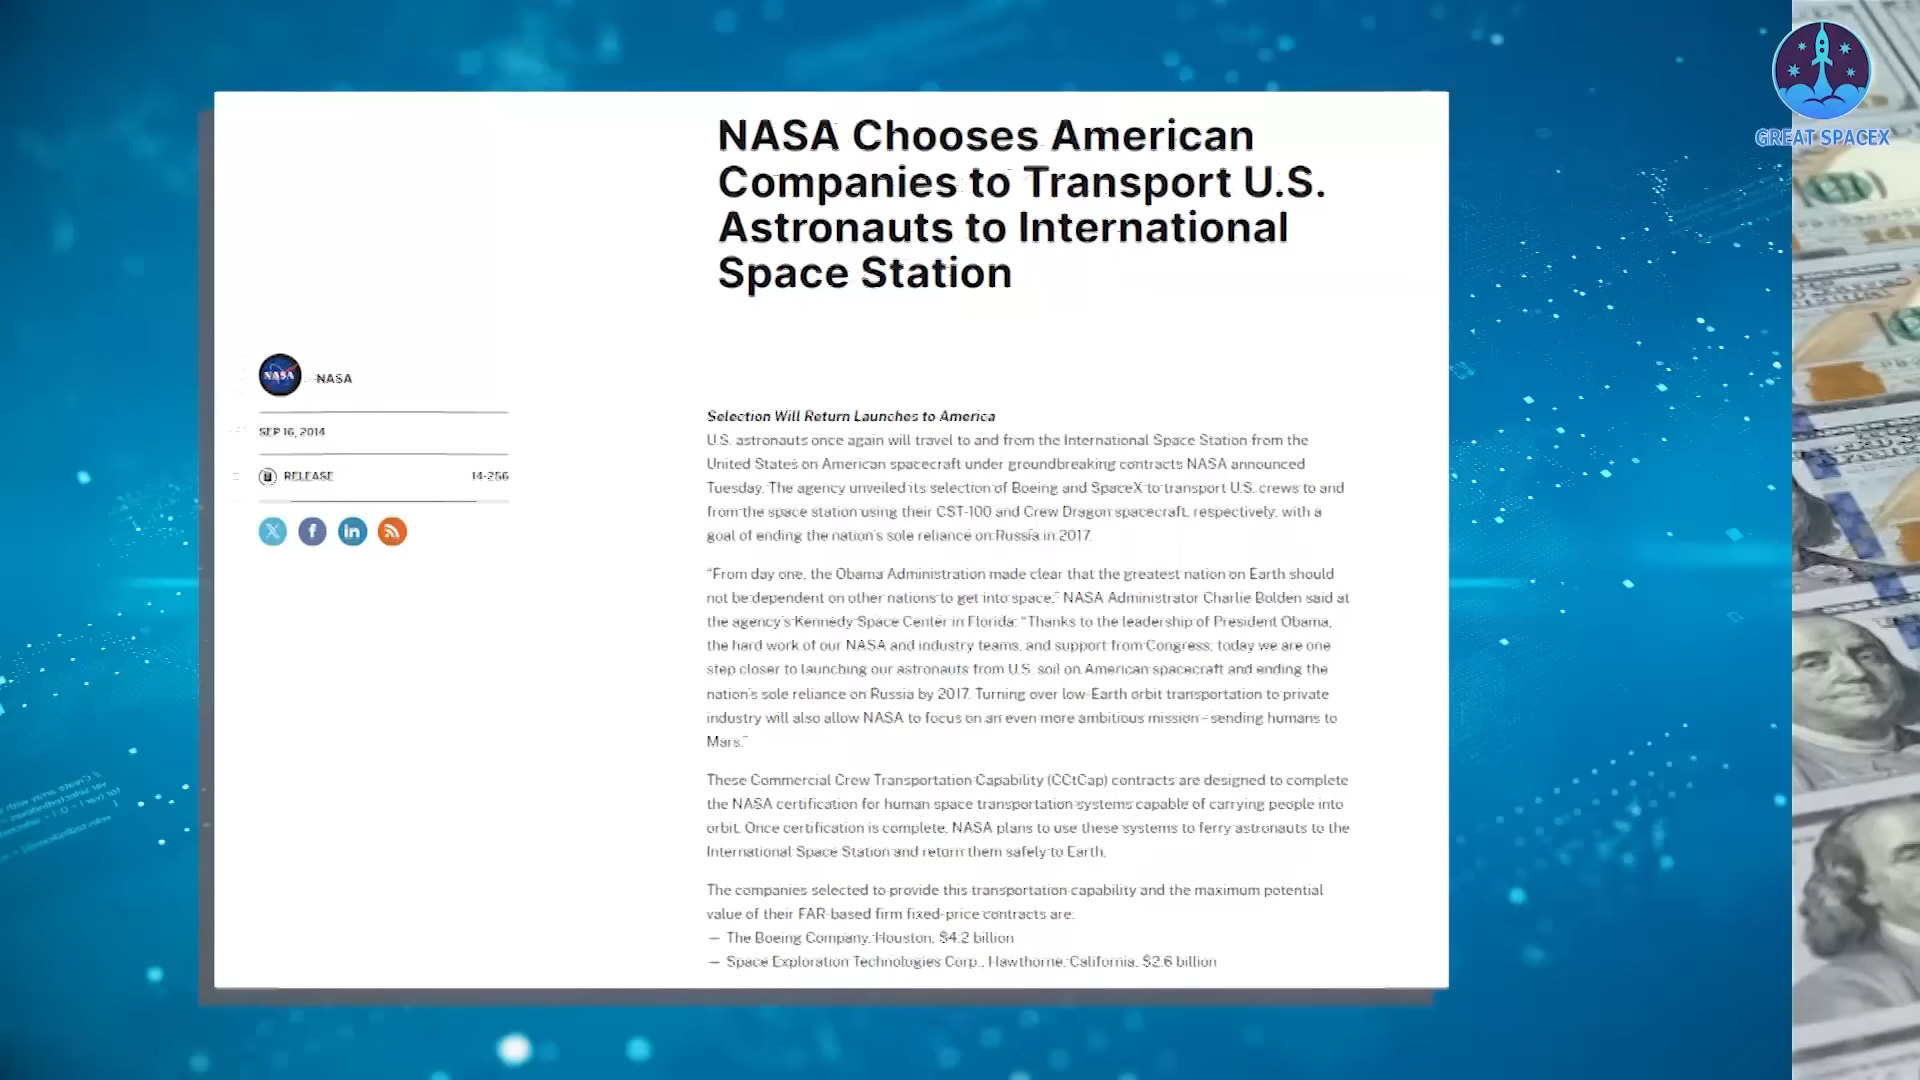 GREAT SPACEX
NASA Chooses American
Companies to Transport U.S.
Astronauts to International
Space Station
NASA
NASA
SEP 16, 2014
RELEASE 14-256
Selection Will Return Launches to America
U.S. astronauts once again will travel to and from the International Space Station from the
United States on American spacecraft under groundbreaking contracts NASA announced
Tuesday. The agency unveiled its selection of Boeing and SpaceX to transport U.S. crews to and
from the space station using their CST-100 and Crew Dragon spacecraft, respectively, with a
goal of ending the nation's sole reliance on Russia in 2017.
"From day one, the Obama Administration made clear that the greatest nation on Earth should
not be dependent on other nations to get into space," NASA Administrator Charlie Bolden said at
the agency's Kennedy Space Center in Florida. "Thanks to the leadership of President Obama,
the hard work of our NASA and industry teams, and support from Congress, today we are one
step closer to launching our astronauts from U.S. soil on American spacecraft and ending the
nation's sole reliance on Russia by 2017. Turning over low-Earth orbit transportation to private
industry will also allow NASA to focus on an even more ambitious mission – sending humans to
Mars."
These Commercial Crew Transportation Capability (CCtCap) contracts are designed to complete
the NASA certification for human space transportation systems capable of carrying people into
orbit. Once certification is complete, NASA plans to use these systems to ferry astronauts to the
International Space Station and return them safely to Earth.
The companies selected to provide this transportation capability and the maximum potential
value of their FAR-based firm fixed-price contracts are:
— The Boeing Company, Houston, $4.2 billion
— Space Exploration Technologies Corp., Hawthorne, California, $2.6 billion